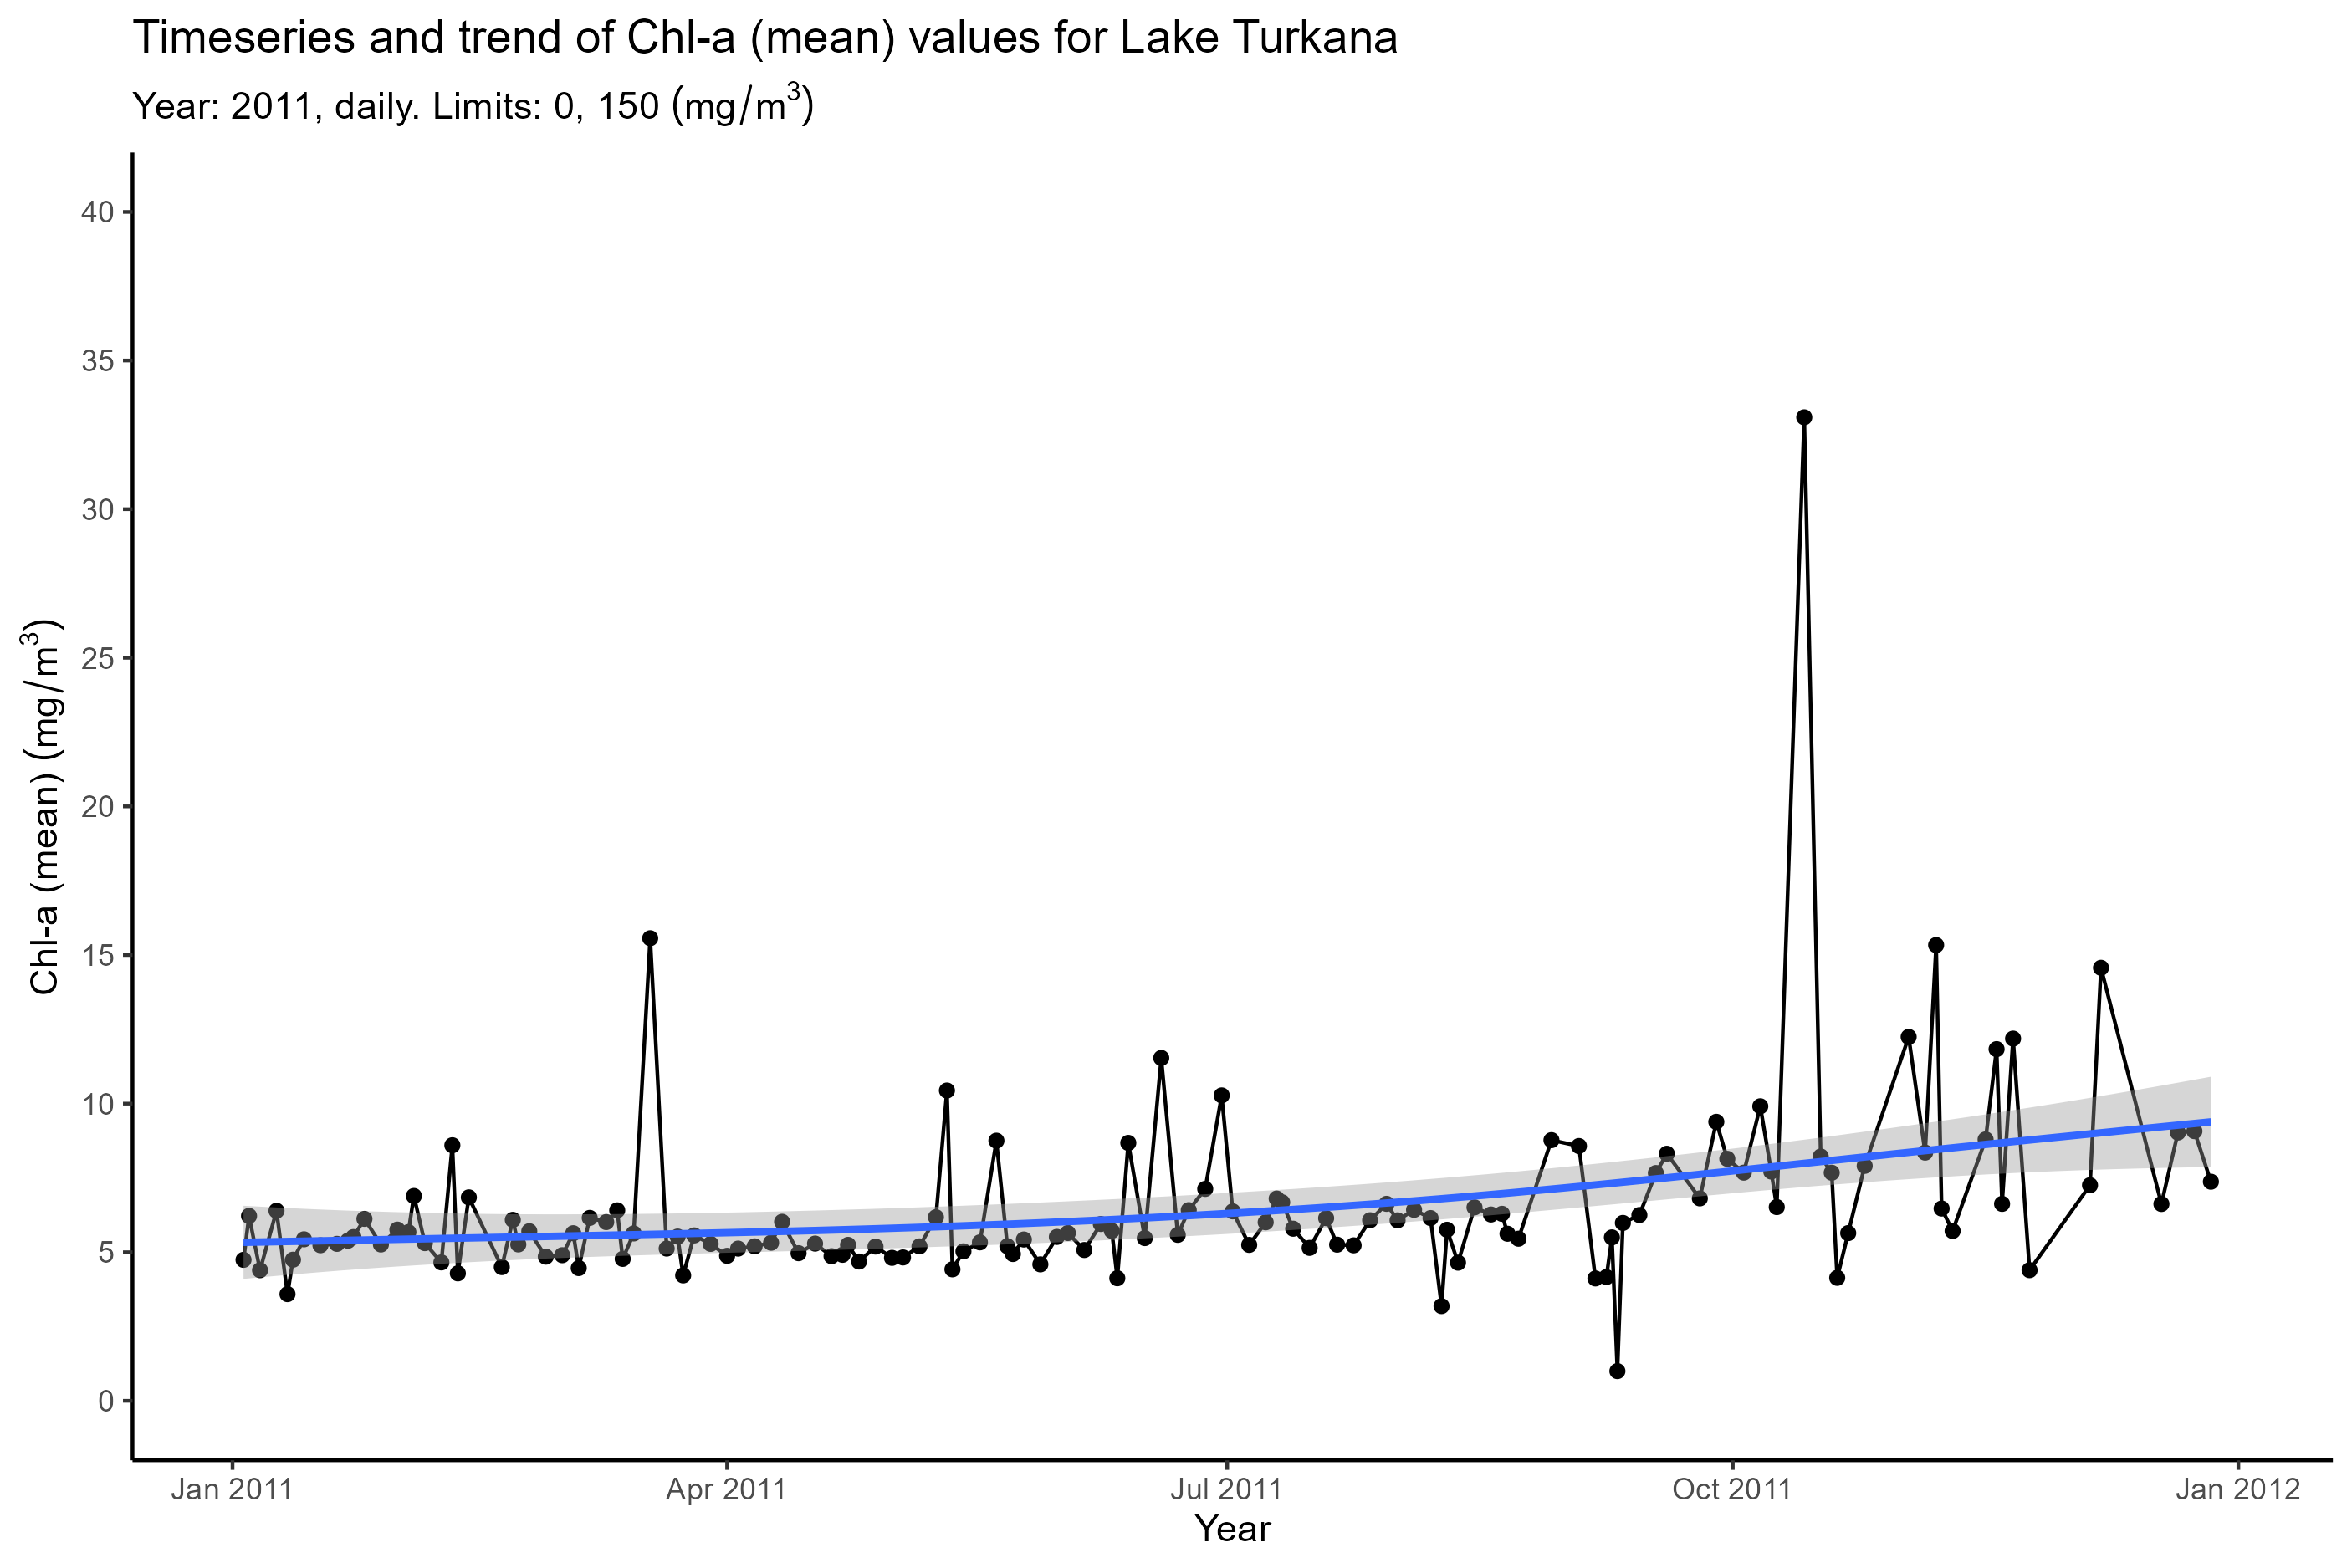 Timeseries and trend of Chl-a (mean) values for Lake Turkana
Year: 2011, daily. Limits: 0, 150 (mg/m³)
Chl-a (mean) (mg/m³)
40
35
30
25
20
15
10
5
0
Jan 2011
Apr 2011
Jul 2011
Oct 2011
Jan 2012
Year